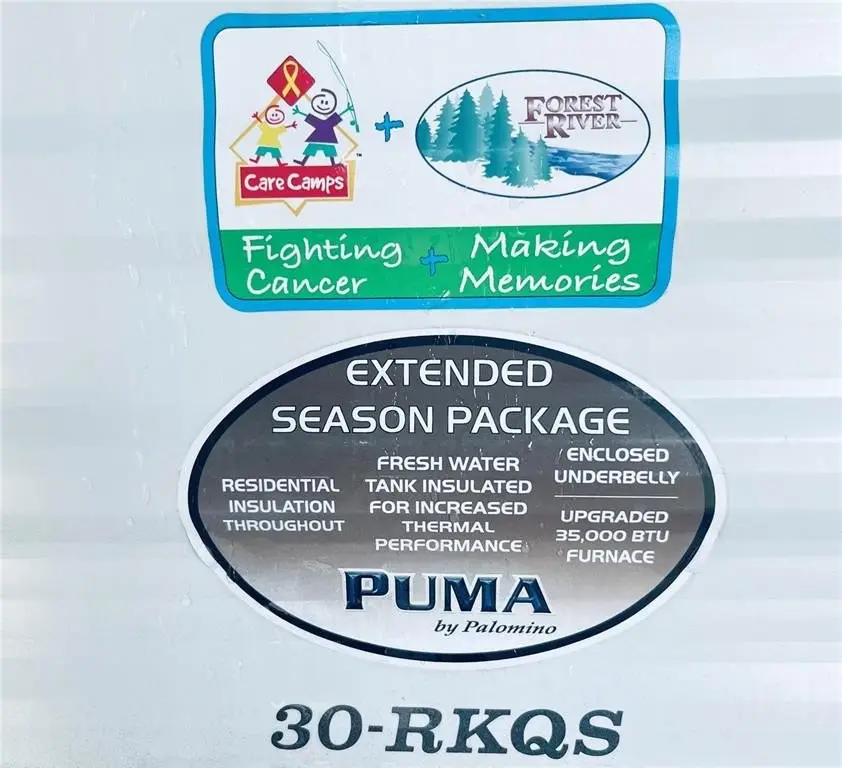 Care Camps
™
+
FOREST
RIVER
Fighting
Cancer
+
Making
Memories
EXTENDED
SEASON PACKAGE
RESIDENTIAL
INSULATION
THROUGHOUT
FRESH WATER
TANK INSULATED
FOR INCREASED
THERMAL
PERFORMANCE
ENCLOSED
UNDERBELLY
UPGRADED
35,000 BTU
FURNACE
PUMA
by Palomino
30-RKQS